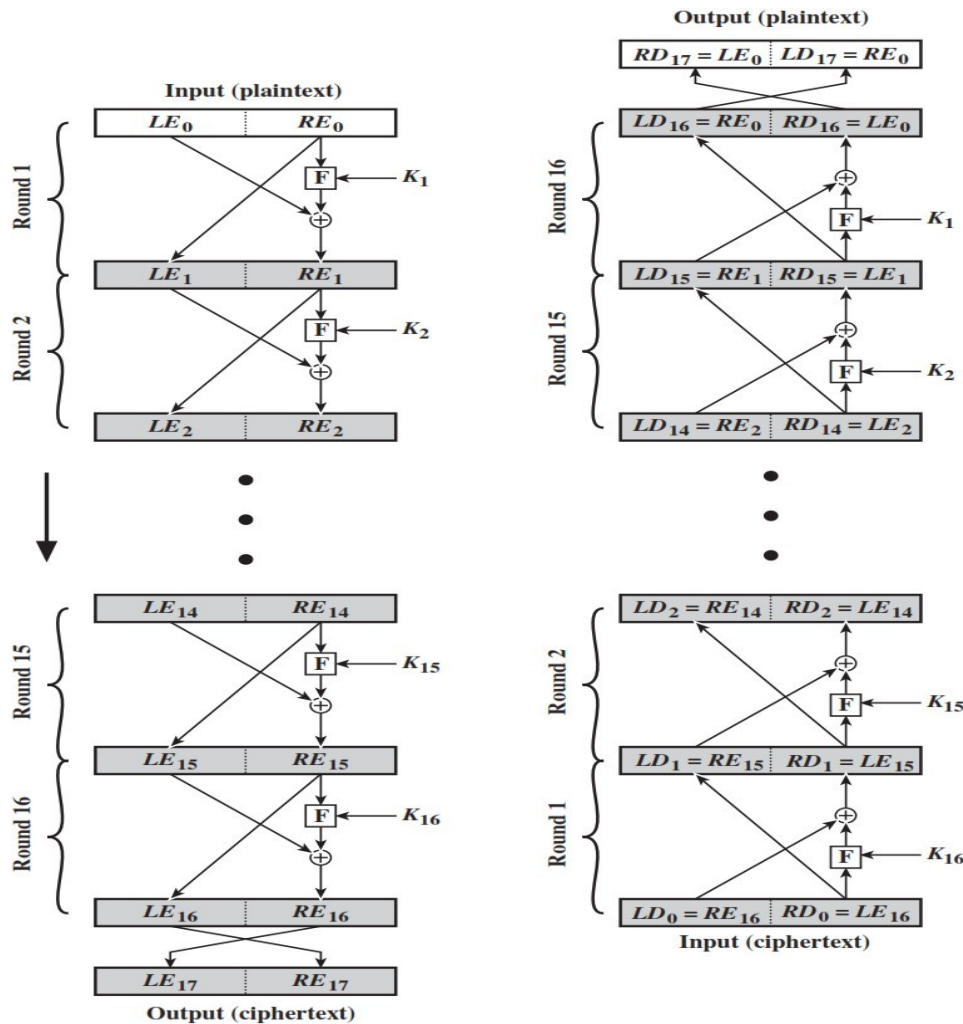 Input (plaintext)
LE0 RE0
Round 1
F
K1
+
LE1 RE1
Round 2
F
K2
+
LE2 RE2
LE14 RE14
Round 15
F
K15
+
LE15 RE15
Round 16
F
K16
+
LE16 RE16
LE17 RE17
Output (ciphertext)
Output (plaintext)
RD17 = LE0 LD17 = RE0
LD16 = RE0 RD16 = LE0
Round 16
+
F
K1
LD15 = RE1 RD15 = LE1
Round 15
+
F
K2
LD14 = RE2 RD14 = LE2
LD2 = RE14 RD2 = LE14
Round 2
+
F
K15
LD1 = RE15 RD1 = LE15
Round 1
+
F
K16
LD0 = RE16 RD0 = LE16
Input (ciphertext)